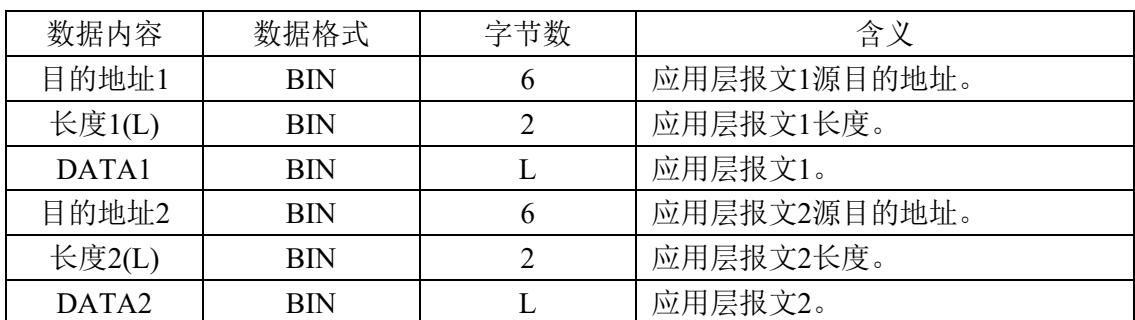 数据内容 数据格式 字节数 含义
目的地址1 BIN 6 应用层报文1源目的地址。
长度1(L) BIN 2 应用层报文1长度。
DATA1 BIN L 应用层报文1。
目的地址2 BIN 6 应用层报文2源目的地址。
长度2(L) BIN 2 应用层报文2长度。
DATA2 BIN L 应用层报文2。